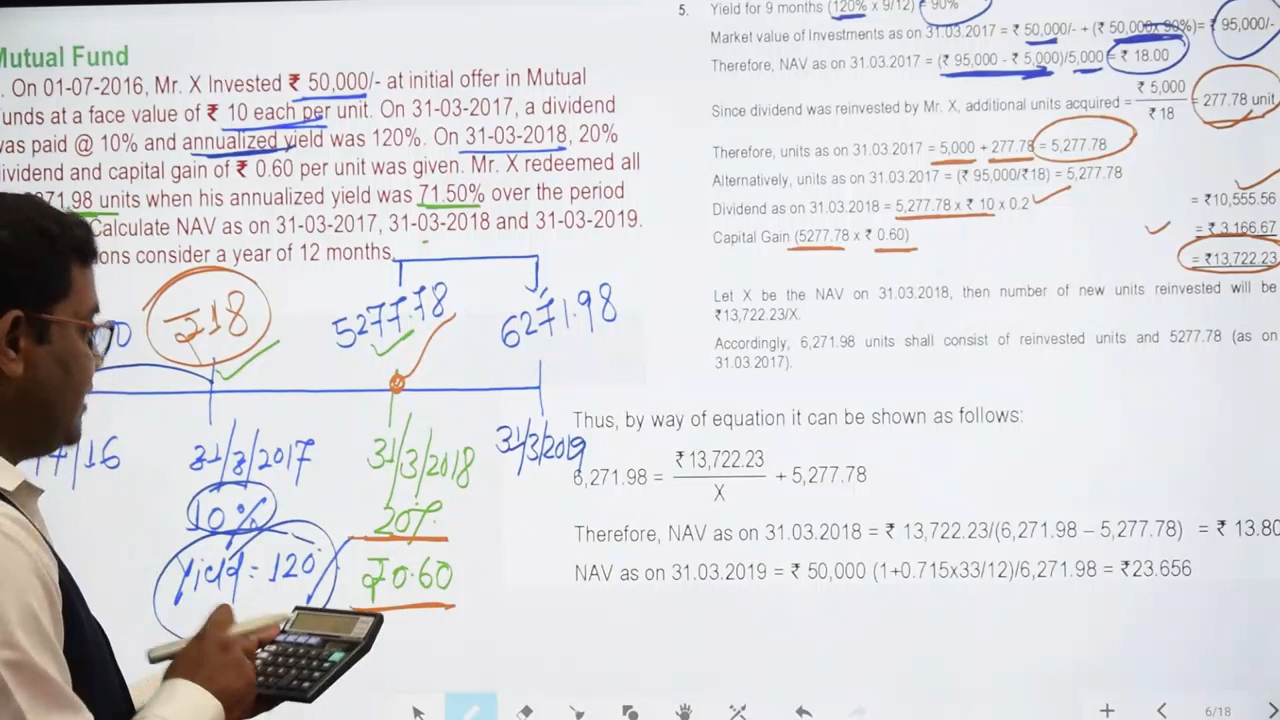 Mutual Fund
. On 01-07-2016, Mr. X Invested ₹ 50,000/- at initial offer in Mutual
unds at a face value of ₹ 10 each per unit. On 31-03-2017, a dividend
was paid @ 10% and annualized yield was 120%. On 31-03-2018, 20%
ividend and capital gain of ₹ 0.60 per unit was given. Mr. X redeemed all
271.98 units when his annualized yield was 71.50% over the period
Calculate NAV as on 31-03-2017, 31-03-2018 and 31-03-2019.
ons consider a year of 12 months.
₹18
5277.78
6271.98
31/3/2017
31/3/2018
31/3/2019
10%
20%
Yield = 120
₹0.60
5. Yield for 9 months (120% x 9/12) = 90%
Market value of Investments as on 31.03.2017 = ₹ 50,000/- + (₹ 50,000x 90%)= ₹ 95,000/-
Therefore, NAV as on 31.03.2017 = (₹ 95,000 - ₹ 5,000)/5,000 = ₹ 18.00
Since dividend was reinvested by Mr. X, additional units acquired = ₹ 5,000 / ₹ 18 = 277.78 unit
Therefore, units as on 31.03.2017 = 5,000 + 277.78 = 5,277.78
Alternatively, units as on 31.03.2017 = (₹ 95,000/₹18) = 5,277.78
Dividend as on 31.03.2018 = 5,277.78 x ₹ 10 x 0.2 = ₹10,555.56
Capital Gain (5277.78 x ₹ 0.60) = ₹ 3,166.67
= ₹13,722.23
Let X be the NAV on 31.03.2018, then number of new units reinvested will be
₹13,722.23/X.
Accordingly, 6,271.98 units shall consist of reinvested units and 5277.78 (as on
31.03.2017).
Thus, by way of equation it can be shown as follows:
6,271.98 = ₹ 13,722.23 / X + 5,277.78
Therefore, NAV as on 31.03.2018 = ₹ 13,722.23/(6,271.98 – 5,277.78) = ₹ 13.80
NAV as on 31.03.2019 = ₹ 50,000 (1+0.715x33/12)/6,271.98 = ₹23.656
6/18